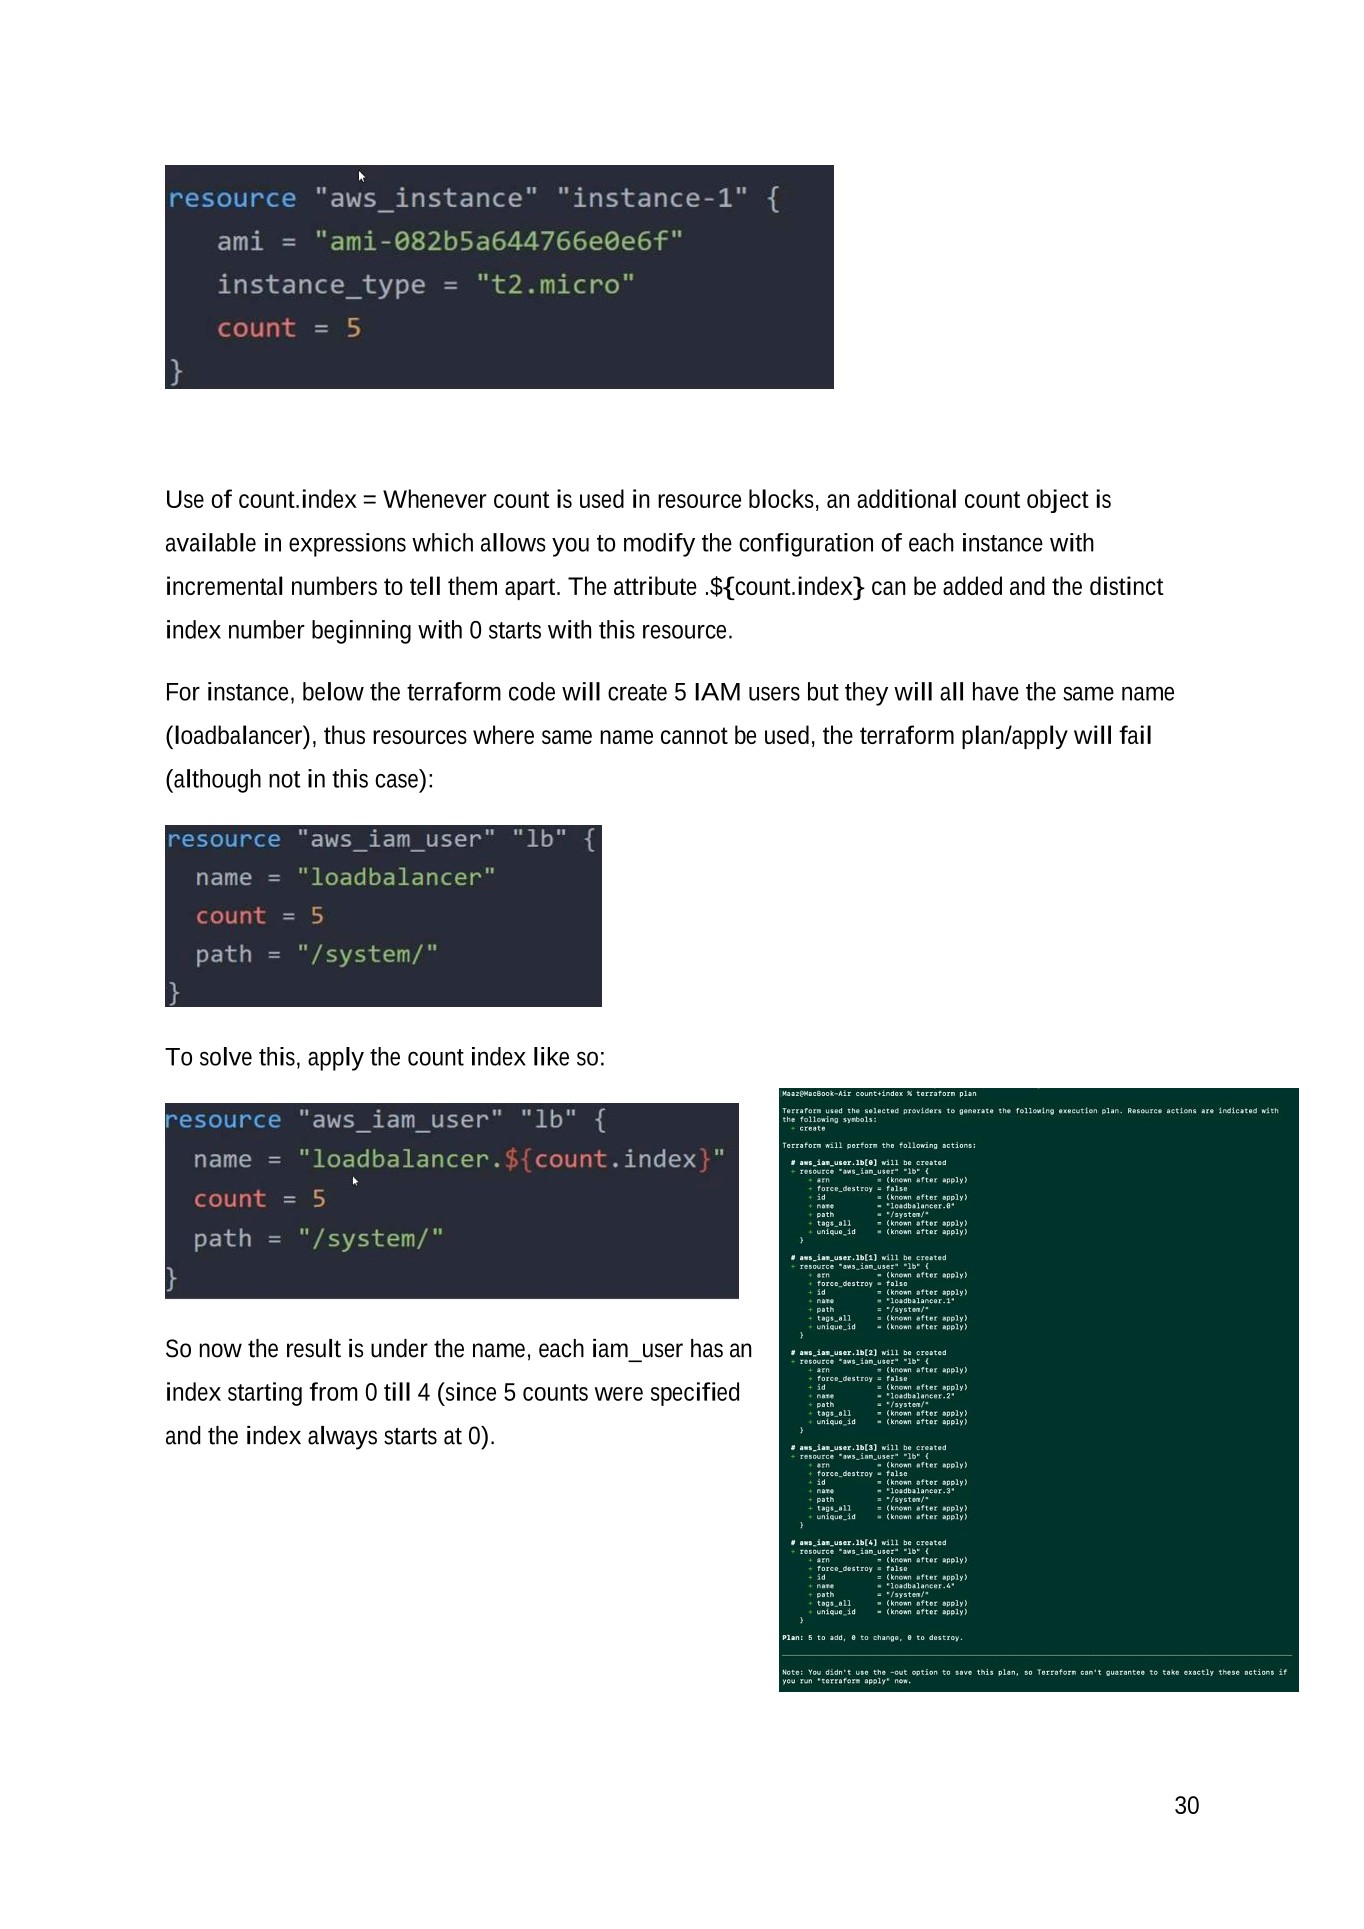 resource "aws_instance" "instance-1" {
ami = "ami-082b5a644766e0e6f"
instance_type = "t2.micro"
count = 5
}
Use of count.index = Whenever count is used in resource blocks, an additional count object is
available in expressions which allows you to modify the configuration of each instance with
incremental numbers to tell them apart. The attribute .${count.index} can be added and the distinct
index number beginning with 0 starts with this resource.
For instance, below the terraform code will create 5 IAM users but they will all have the same name
(loadbalancer), thus resources where same name cannot be used, the terraform plan/apply will fail
(although not in this case):
resource "aws_iam_user" "lb" {
name = "loadbalancer"
count = 5
path = "/system/"
}
To solve this, apply the count index like so:
resource "aws_iam_user" "lb" {
name = "loadbalancer.${count.index}"
count = 5
path = "/system/"
}
So now the result is under the name, each iam_user has an
index starting from 0 till 4 (since 5 counts were specified
and the index always starts at 0).
Maaz@MacBook-Air count+index % terraform plan
Terraform used the selected providers to generate the following execution plan. Resource actions are indicated with
the following symbols:
+ create
Terraform will perform the following actions:
# aws_iam_user.lb[0] will be created
+ resource "aws_iam_user" "lb" {
+ arn = (known after apply)
+ force_destroy = false
+ id = (known after apply)
+ name = "loadbalancer.0"
+ path = "/system/"
+ tags_all = (known after apply)
+ unique_id = (known after apply)
}
# aws_iam_user.lb[1] will be created
+ resource "aws_iam_user" "lb" {
+ arn = (known after apply)
+ force_destroy = false
+ id = (known after apply)
+ name = "loadbalancer.1"
+ path = "/system/"
+ tags_all = (known after apply)
+ unique_id = (known after apply)
}
# aws_iam_user.lb[2] will be created
+ resource "aws_iam_user" "lb" {
+ arn = (known after apply)
+ force_destroy = false
+ id = (known after apply)
+ name = "loadbalancer.2"
+ path = "/system/"
+ tags_all = (known after apply)
+ unique_id = (known after apply)
}
# aws_iam_user.lb[3] will be created
+ resource "aws_iam_user" "lb" {
+ arn = (known after apply)
+ force_destroy = false
+ id = (known after apply)
+ name = "loadbalancer.3"
+ path = "/system/"
+ tags_all = (known after apply)
+ unique_id = (known after apply)
}
# aws_iam_user.lb[4] will be created
+ resource "aws_iam_user" "lb" {
+ arn = (known after apply)
+ force_destroy = false
+ id = (known after apply)
+ name = "loadbalancer.4"
+ path = "/system/"
+ tags_all = (known after apply)
+ unique_id = (known after apply)
}
Plan: 5 to add, 0 to change, 0 to destroy.
Note: You didn't use the -out option to save this plan, so Terraform can't guarantee to take exactly these actions if
you run "terraform apply" now.
30